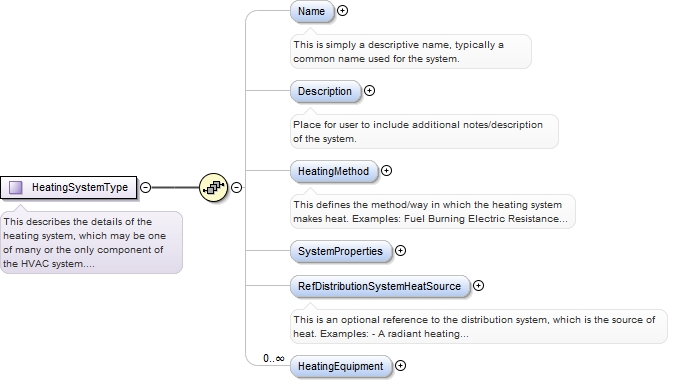 Name
This is simply a descriptive name, typically a
common name used for the system.
Description
Place for user to include additional notes/description
of the system.
HeatingMethod
This defines the method/way in which the heating system
makes heat. Examples: Fuel Burning Electric Resistance...
HeatingSystemType
This describes the details of the
heating system, which may be one
of many or the only component of
the HVAC system....
SystemProperties
RefDistributionSystemHeatSource
This is an optional reference to the distribution system, which is the source of
heat. Examples: - A radiant heating...
0..∞
HeatingEquipment